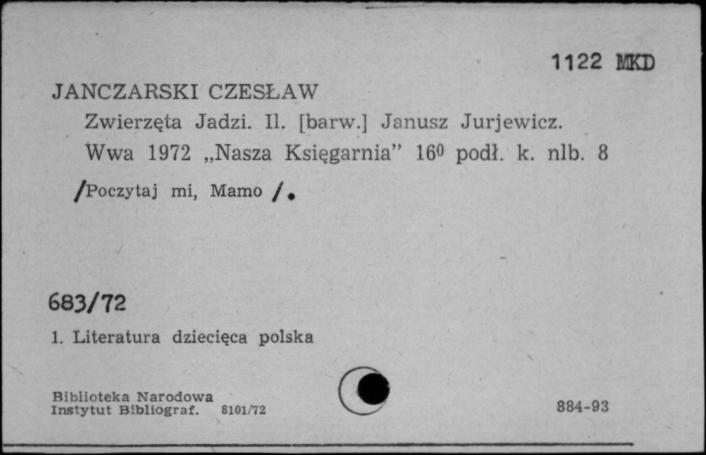 1122 MKD
JANCZARSKI CZESŁAW
Zwierzęta Jadzi. Il. [barw.] Janusz Jurjewicz.
Wwa 1972 „Nasza Księgarnia” 16⁰ podł. k. nlb. 8
/Poczytaj mi, Mamo /.
683/72
1. Literatura dziecięca polska
Biblioteka Narodowa
Instytut Bibliograf. 8101/72
884-93